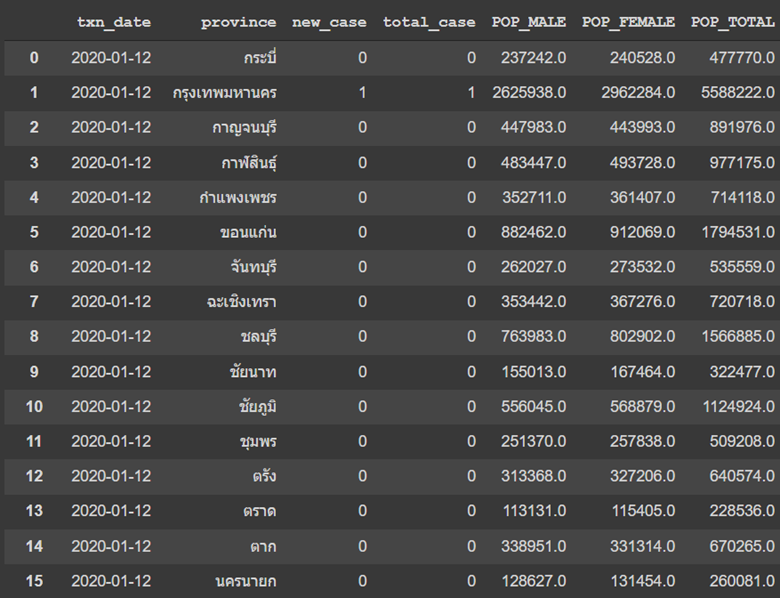 txn_date province new_case total_case POP_MALE POP_FEMALE POP_TOTAL
0 2020-01-12 กระบี่ 0 0 237242.0 240528.0 477770.0
1 2020-01-12 กรุงเทพมหานคร 1 1 2625938.0 2962284.0 5588222.0
2 2020-01-12 กาญจนบุรี 0 0 447983.0 443993.0 891976.0
3 2020-01-12 กาฬสินธุ์ 0 0 483447.0 493728.0 977175.0
4 2020-01-12 กำแพงเพชร 0 0 352711.0 361407.0 714118.0
5 2020-01-12 ขอนแก่น 0 0 882462.0 912069.0 1794531.0
6 2020-01-12 จันทบุรี 0 0 262027.0 273532.0 535559.0
7 2020-01-12 ฉะเชิงเทรา 0 0 353442.0 367276.0 720718.0
8 2020-01-12 ชลบุรี 0 0 763983.0 802902.0 1566885.0
9 2020-01-12 ชัยนาท 0 0 155013.0 167464.0 322477.0
10 2020-01-12 ชัยภูมิ 0 0 556045.0 568879.0 1124924.0
11 2020-01-12 ชุมพร 0 0 251370.0 257838.0 509208.0
12 2020-01-12 ตรัง 0 0 313368.0 327206.0 640574.0
13 2020-01-12 ตราด 0 0 113131.0 115405.0 228536.0
14 2020-01-12 ตาก 0 0 338951.0 331314.0 670265.0
15 2020-01-12 นครนายก 0 0 128627.0 131454.0 260081.0